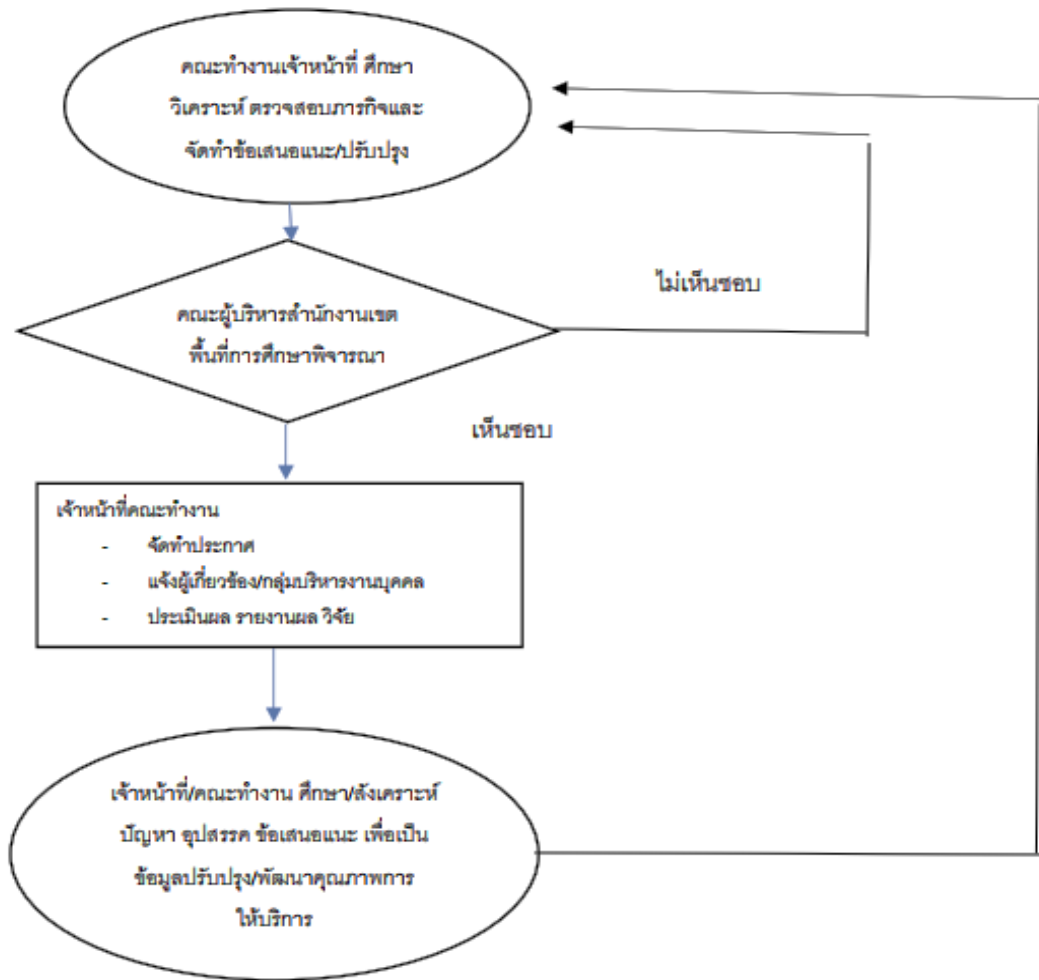 คณะทำงานเจ้าหน้าที่ ศึกษา
วิเคราะห์ ตรวจสอบภารกิจและ
จัดทำข้อเสนอแนะ/ปรับปรุง
ไม่เห็นชอบ
คณะผู้บริหารสำนักงานเขต
พื้นที่การศึกษาพิจารณา
เห็นชอบ
เจ้าหน้าที่คณะทำงาน
- จัดทำประกาศ
- แจ้งผู้เกี่ยวข้อง/กลุ่มบริหารงานบุคคล
- ประเมินผล รายงานผล วิจัย
เจ้าหน้าที่/คณะทำงาน ศึกษา/สังเคราะห์
ปัญหา อุปสรรค ข้อเสนอแนะ เพื่อเป็น
ข้อมูลปรับปรุง/พัฒนาคุณภาพการ
ให้บริการ